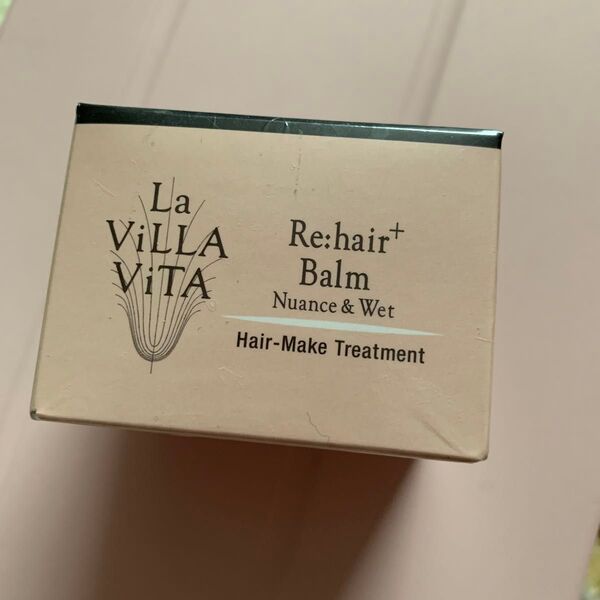 La
ViLLA
ViTA
Re:hair+
Balm
Nuance & Wet
Hair-Make Treatment